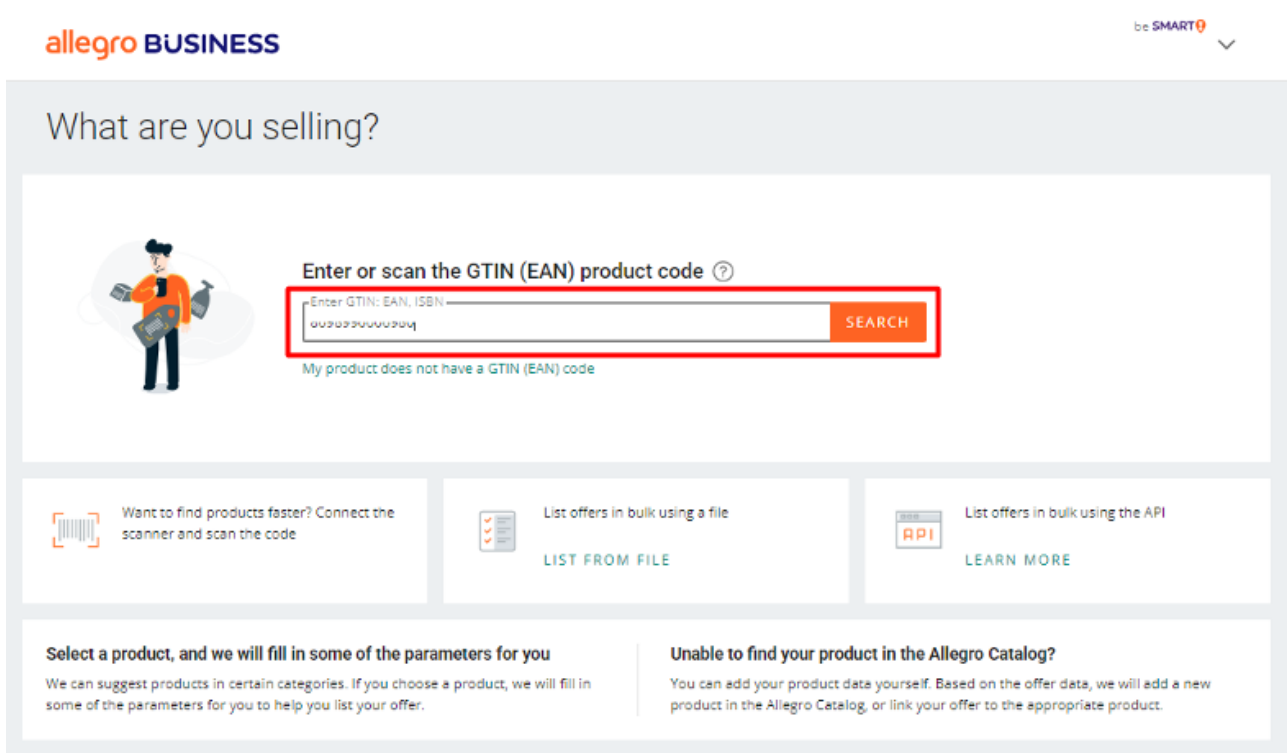 allegro BUSINESS
be SMART!
What are you selling?
Enter or scan the GTIN (EAN) product code ?
Enter GTIN: EAN, ISBN
SEARCH
My product does not have a GTIN (EAN) code
Want to find products faster? Connect the
scanner and scan the code
List offers in bulk using a file
LIST FROM FILE
API
List offers in bulk using the API
LEARN MORE
Select a product, and we will fill in some of the parameters for you
We can suggest products in certain categories. If you choose a product, we will fill in
some of the parameters for you to help you list your offer.
Unable to find your product in the Allegro Catalog?
You can add your product data yourself. Based on the offer data, we will add a new
product in the Allegro Catalog, or link your offer to the appropriate product.